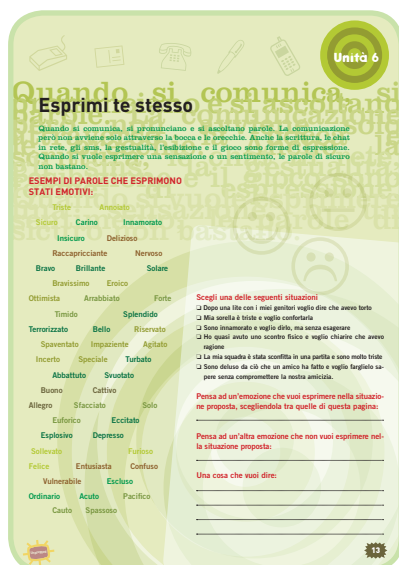 Unità 6
Quando si comunica, si
Esprimi te stesso
Quando si comunica, si pronunciano e si ascoltano parole. La comunicazione
però non avviene solo attraverso la bocca e le orecchie. Anche la scrittura, le chat
in rete, gli sms, la gestualità, l'esibizione e il gioco sono forme di espressione.
Quando si vuole esprimere una sensazione o un sentimento, le parole di sicuro
non bastano.
ESEMPI DI PAROLE CHE ESPRIMONO
STATI EMOTIVI:
Triste Annoiato
Sicuro Carino Innamorato
Insicuro Delizioso
Raccapricciante Nervoso
Bravo Brillante Solare
Bravissimo Eroico
Ottimista Arrabbiato Forte
Timido Splendido
Terrorizzato Bello Riservato
Spaventato Impaziente Agitato
Incerto Speciale Turbato
Abbattuto Svuotato
Buono Cattivo
Allegro Sfacciato Solo
Euforico Eccitato
Esplosivo Depresso
Sollevato Furioso
Felice Entusiasta Confuso
Vulnerabile Escluso
Ordinario Acuto Pacifico
Cauto Spassoso
Scegli una delle seguenti situazioni
❏ Dopo una lite con i miei genitori voglio dire che avevo torto
❏ Mia sorella è triste e voglio confortarla
❏ Sono innamorato e voglio dirlo, ma senza esagerare
❏ Ho quasi avuto uno scontro fisico e voglio chiarire che avevo
ragione
❏ La mia squadra è stata sconfitta in una partita e sono molto triste
❏ Sono deluso da ciò che un amico ha fatto e voglio farglielo sa-
pere senza compromettere la nostra amicizia.
Pensa ad un'emozione che vuoi esprimere nella situazio-
ne proposta, scegliendola tra quelle di questa pagina:
Pensa ad un'altra emozione che non vuoi esprimere nel-
la situazione proposta:
Una cosa che vuoi dire:
13